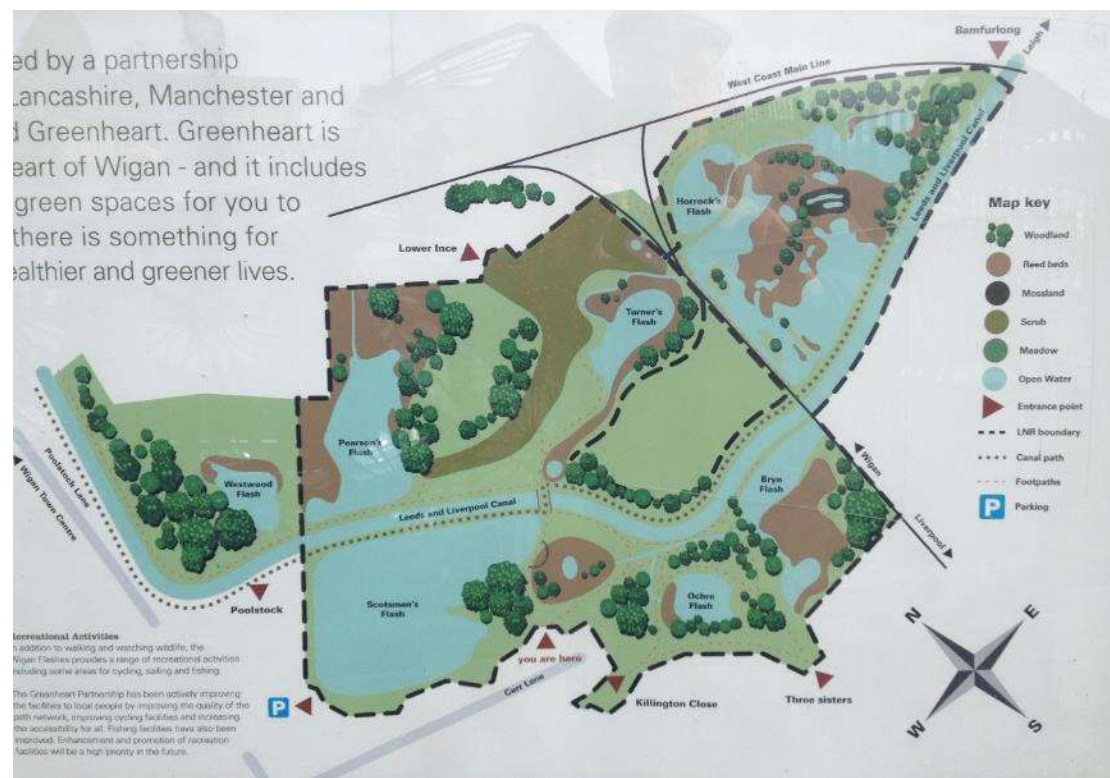 ed by a partnership
Lancashire, Manchester and
d Greenheart. Greenheart is
eart of Wigan - and it includes
green spaces for you to
there is something for
ealthier and greener lives.
Bamfurlong
Leigh
West Coast Main Line
Leeds and Liverpool Canal
Horrock's
Flash
Lower Ince
Turner's
Flash
Pearson's
Flash
Westwood
Flash
Poolstock Lane
Wigan Town Centre
Leeds and Liverpool Canal
Bryn
Flash
Wigan
Liverpool
Poolstock
Scotsman's
Flash
Ochre
Flash
you are here
Carr Lane
Killington Close
Three sisters
P
Map key
Woodland
Reed beds
Mossland
Scrub
Meadow
Open Water
Entrance point
LNR boundary
Canal path
Footpaths
P Parking
N
E
S
W
Recreational Activities
n addition to walking and watching wildlife, the
Wigan Flashes provides a range of recreational activities
including some areas for cycling, sailing and fishing.
The Greenheart Partnership has been actively improving
the facilities to local people by improving the quality of the
path network, improving cycling facilities and increasing
the accessibility for all. Fishing facilities have also been
improved. Enhancement and promotion of recreation
facilities will be a high priority in the future.